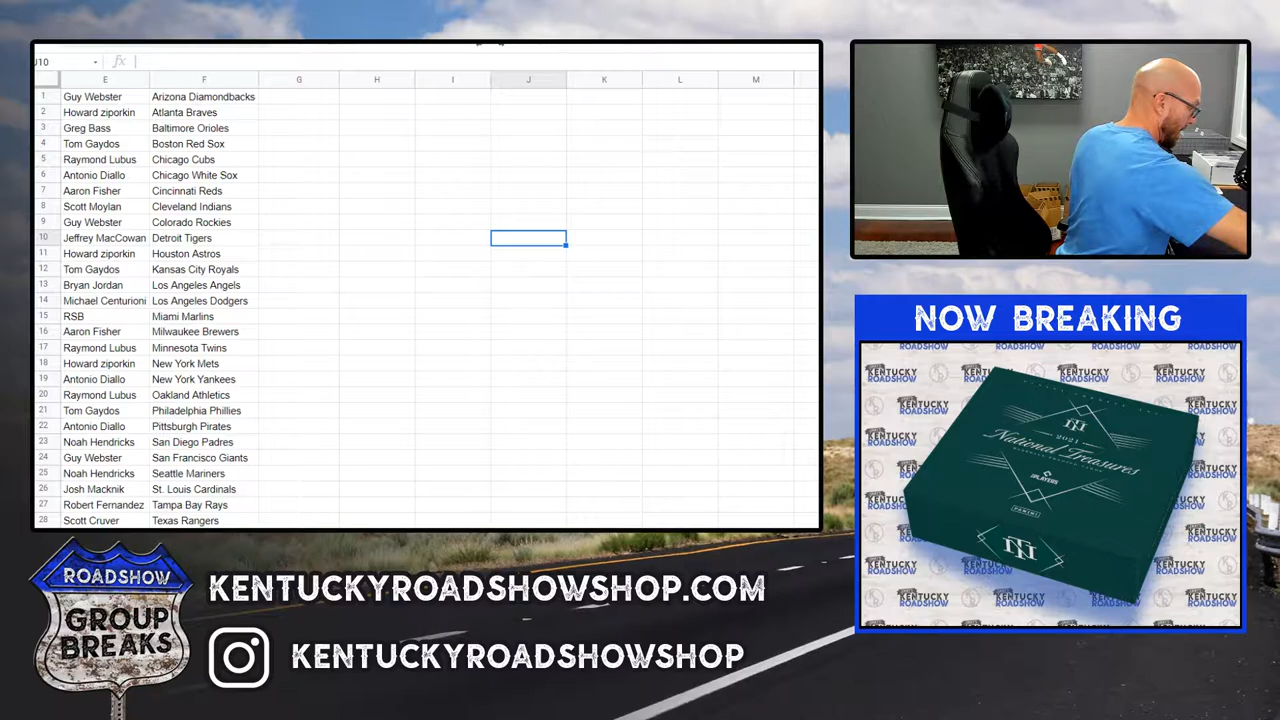 J10
fx
E F G H I J K L M
1 Guy Webster Arizona Diamondbacks
2 Howard ziporkin Atlanta Braves
3 Greg Bass Baltimore Orioles
4 Tom Gaydos Boston Red Sox
5 Raymond Lubus Chicago Cubs
6 Antonio Diallo Chicago White Sox
7 Aaron Fisher Cincinnati Reds
8 Scott Moylan Cleveland Indians
9 Guy Webster Colorado Rockies
10 Jeffrey MacCowan Detroit Tigers
11 Howard ziporkin Houston Astros
12 Tom Gaydos Kansas City Royals
13 Bryan Jordan Los Angeles Angels
14 Michael Centurioni Los Angeles Dodgers
15 RSB Miami Marlins
16 Aaron Fisher Milwaukee Brewers
17 Raymond Lubus Minnesota Twins
18 Howard ziporkin New York Mets
19 Antonio Diallo New York Yankees
20 Raymond Lubus Oakland Athletics
21 Tom Gaydos Philadelphia Phillies
22 Antonio Diallo Pittsburgh Pirates
23 Noah Hendricks San Diego Padres
24 Guy Webster San Francisco Giants
25 Noah Hendricks Seattle Mariners
26 Josh Macknik St. Louis Cardinals
27 Robert Fernandez Tampa Bay Rays
28 Scott Cruver Texas Rangers
NOW BREAKING
KENTUCKY
ROADSHOW
2021
National Treasures
PLAYERS
PANINI
ROADSHOW
GROUP
BREAKS
KENTUCKYROADSHOWSHOP.COM
KENTUCKYROADSHOWSHOP